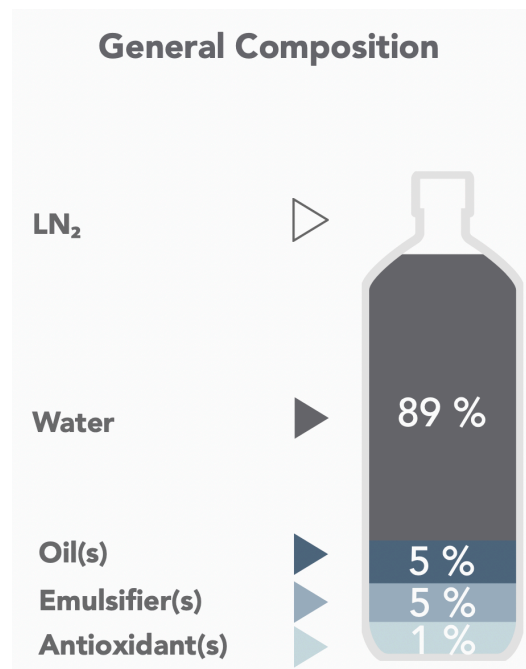 General Composition
LN₂
Water
89 %
Oil(s)
5 %
Emulsifier(s)
5 %
Antioxidant(s)
1 %